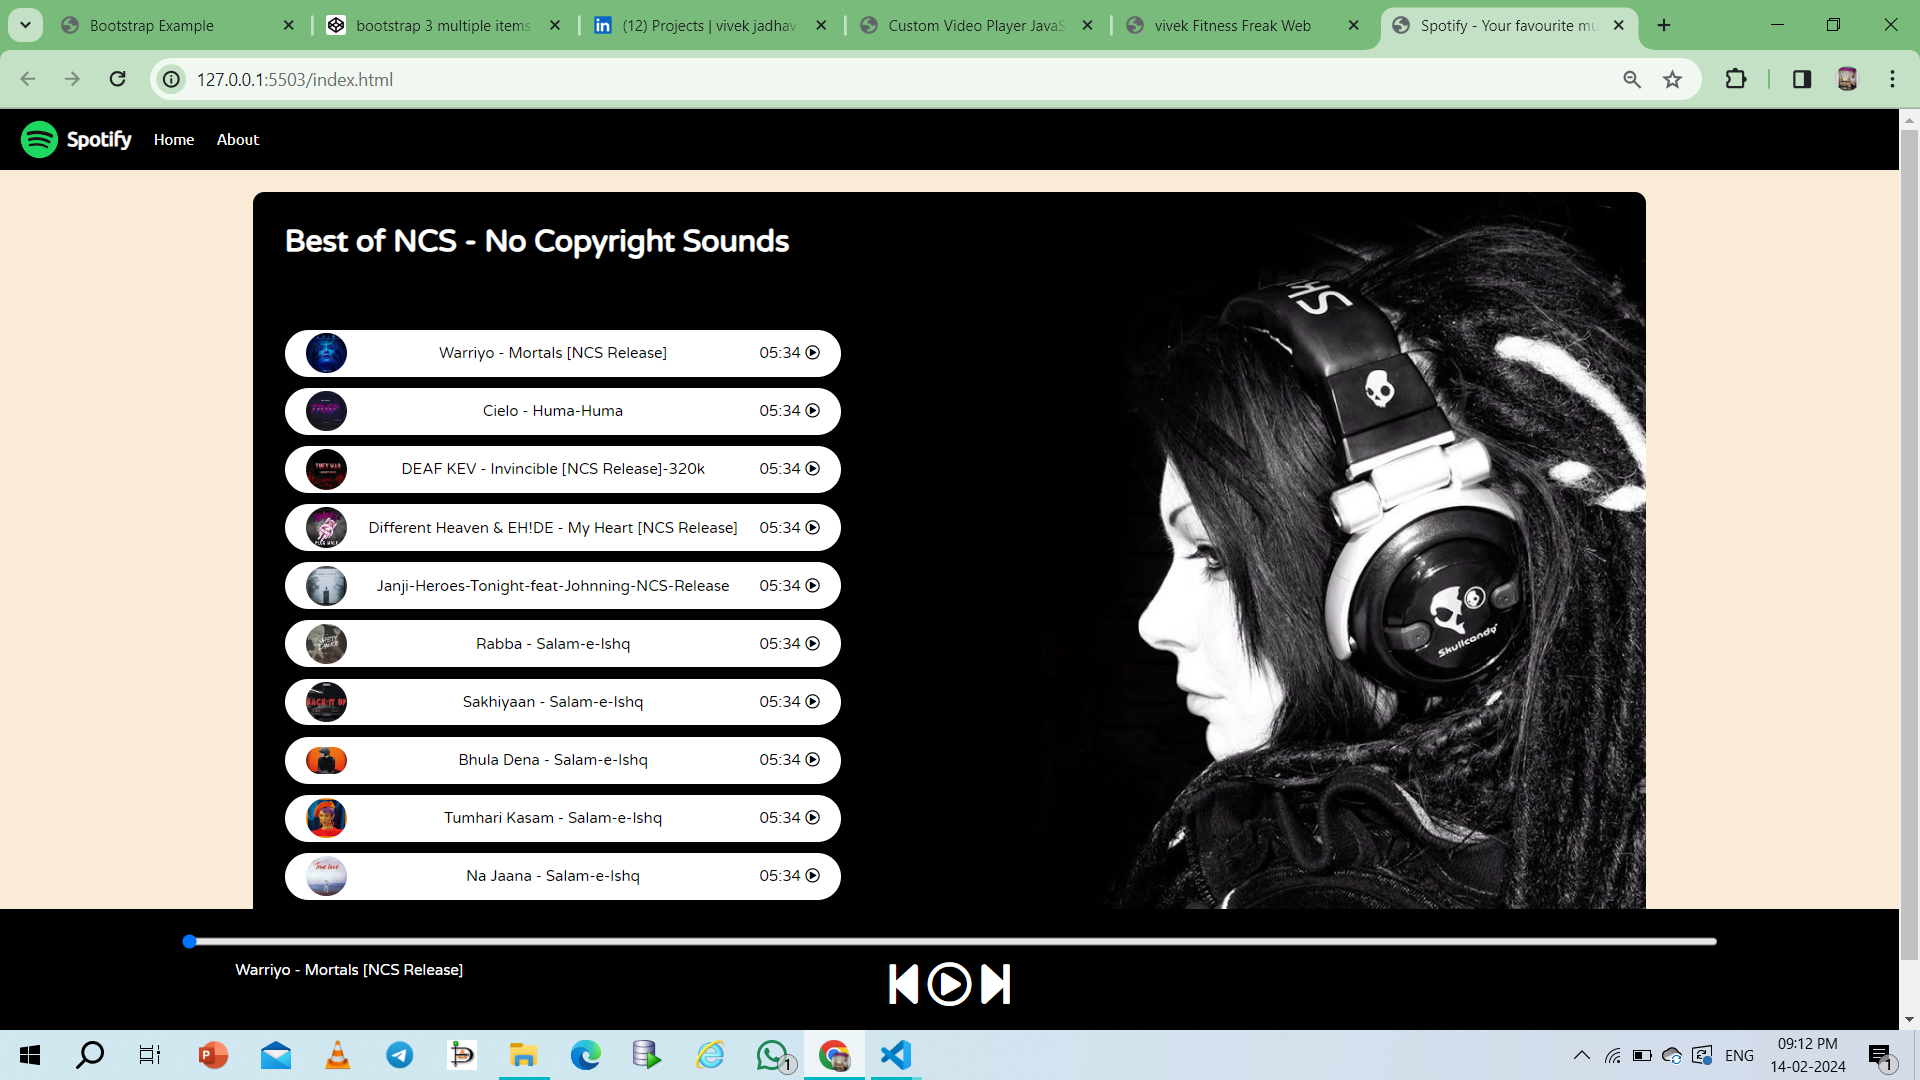 Bootstrap Example
bootstrap 3 multiple items
(12) Projects | vivek jadhav
Custom Video Player JavaS
vivek Fitness Freak Web
Spotify - Your favourite mu
127.0.0.1:5503/index.html
Spotify
Home
About
Best of NCS - No Copyright Sounds
Warriyo - Mortals [NCS Release] 05:34
Cielo - Huma-Huma 05:34
DEAF KEV - Invincible [NCS Release]-320k 05:34
Different Heaven & EH!DE - My Heart [NCS Release] 05:34
Janji-Heroes-Tonight-feat-Johnning-NCS-Release 05:34
Rabba - Salam-e-Ishq 05:34
Sakhiyaan - Salam-e-Ishq 05:34
Bhula Dena - Salam-e-Ishq 05:34
Tumhari Kasam - Salam-e-Ishq 05:34
Na Jaana - Salam-e-Ishq 05:34
Skullcandy
Warriyo - Mortals [NCS Release]
1
ENG
09:12 PM
14-02-2024
1